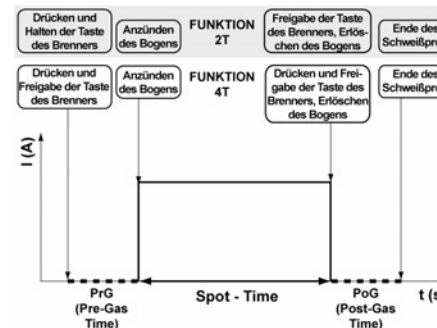 Drücken und
Halten der Taste
des Brenners
Anzünden
des Bogens
FUNKTION
2T
Freigabe der Taste
des Brenners, Erlös-
chen des Bogens
Ende des
Drücken und
Freigabe der Taste
des Brenners
Anzünden
des Bogens
FUNKTION
4T
Drücken und Frei-
gabe der Taste des
Brenners, Erlöschen
des Bogens
Ende des
I (A)
PrG
(Pre-Gas
Time)
Spot - Time
PoG
(Post-Gas
Time)
t